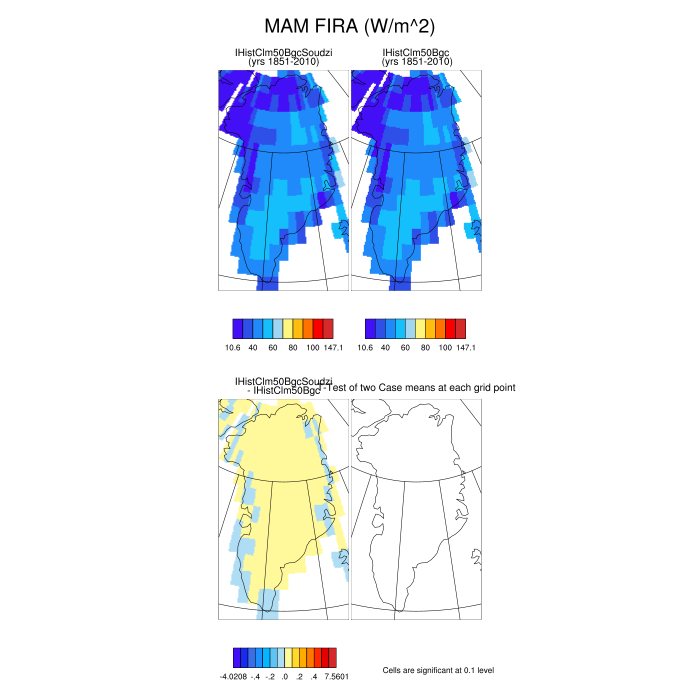 MAM FIRA (W/m^2)
IHistClm50BgcSoudzi
(yrs 1851-2010)
IHistClm50Bgc
(yrs 1851-2010)
10.6 40 60 80 100 147.1
10.6 40 60 80 100 147.1
IHistClm50BgcSoudzi
- IHistClm50Bgc
T-Test of two Case means at each grid point
-4.0208 -.4 -.2 .0 .2 .4 7.5601
Cells are significant at 0.1 level